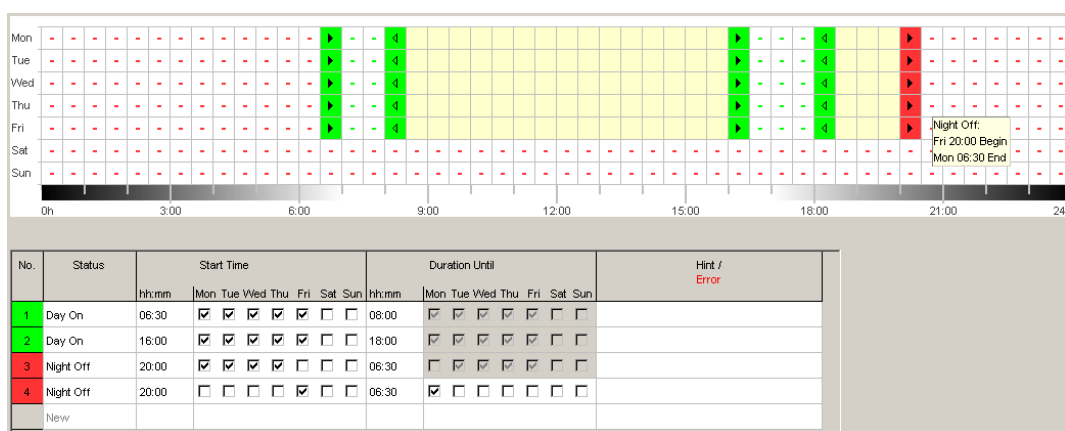 Mon
Tue
Wed
Thu
Fri
Sat
Sun
Night Off:
Fri 20:00 Begin
Mon 06:30 End
0h 3:00 6:00 9:00 12:00 15:00 18:00 21:00 24
No. Status Start Time Duration Until Hint /
Error
hh:mm Mon Tue Wed Thu Fri Sat Sun hh:mm Mon Tue Wed Thu Fri Sat Sun
1 Day On 06:30 08:00
2 Day On 16:00 18:00
3 Night Off 20:00 06:30
4 Night Off 20:00 06:30
New